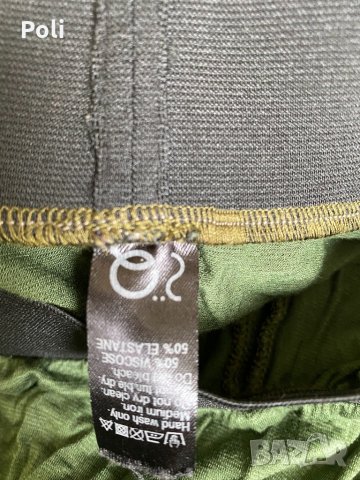 Poli
50% ELASTANE
50% VISCOSE
Do not bleach.
Do not tumble dry.
Do not dry clean.
Medium iron.
Hand wash only.
BAZAR